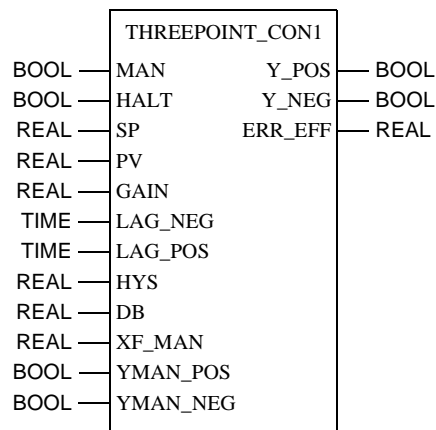 THREEPOINT_CON1
BOOL MAN Y_POS BOOL
BOOL HALT Y_NEG BOOL
REAL SP ERR_EFF REAL
REAL PV
REAL GAIN
TIME LAG_NEG
TIME LAG_POS
REAL HYS
REAL DB
REAL XF_MAN
BOOL YMAN_POS
BOOL YMAN_NEG